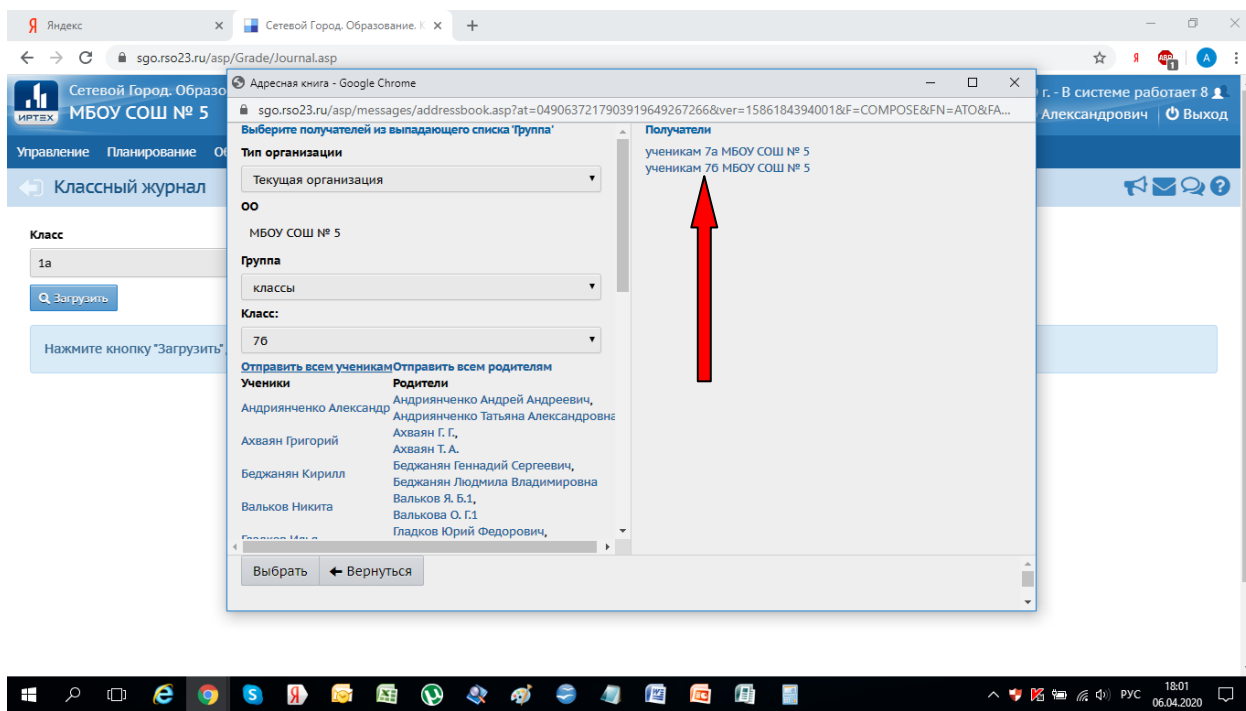 Яндекс
Сетевой Город. Образование. К
sgo.rso23.ru/asp/Grade/Journal.asp
Сетевой Город. Образо
МБОУ СОШ № 5
ИРТЕХ
г. - В системе работает 8
Александрович
Выход
Управление Планирование Об
Классный журнал
Класс
1а
Загрузить
Нажмите кнопку "Загрузить",
Адресная книга - Google Chrome
sgo.rso23.ru/asp/messages/addressbook.asp?at=0490637217903919649267266&ver=1586184394001&F=COMPOSE&FN=ATO&FA...
Выберите получателей из выпадающего списка 'Группа'
Тип организации
Текущая организация
ОО
МБОУ СОШ № 5
Группа
классы
Класс:
7б
Отправить всем ученикам Отправить всем родителям
Ученики Родители
Андриянченко Александр
Андриянченко Андрей Андреевич,
Андриянченко Татьяна Александровна
Ахваян Григорий
Ахваян Г. Г.,
Ахваян Т. А.
Беджанян Кирилл
Беджанян Геннадий Сергеевич,
Беджанян Людмила Владимировна
Вальков Никита
Вальков Я. Б.1,
Валькова О. Г.1
Гладков Юрий Федорович,
Получатели
ученикам 7а МБОУ СОШ № 5
ученикам 7б МБОУ СОШ № 5
Выбрать
Вернуться
РУС
18:01
06.04.2020